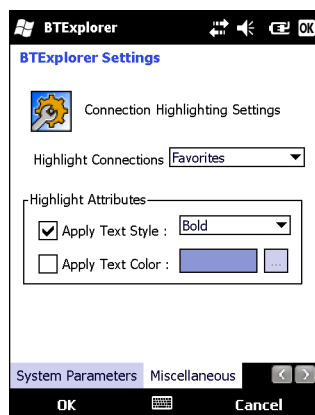 BTExplorer OK
BTExplorer Settings
Connection Highlighting Settings
Highlight Connections Favorites
Highlight Attributes
Apply Text Style : Bold
Apply Text Color : ...
System Parameters Miscellaneous
OK Cancel